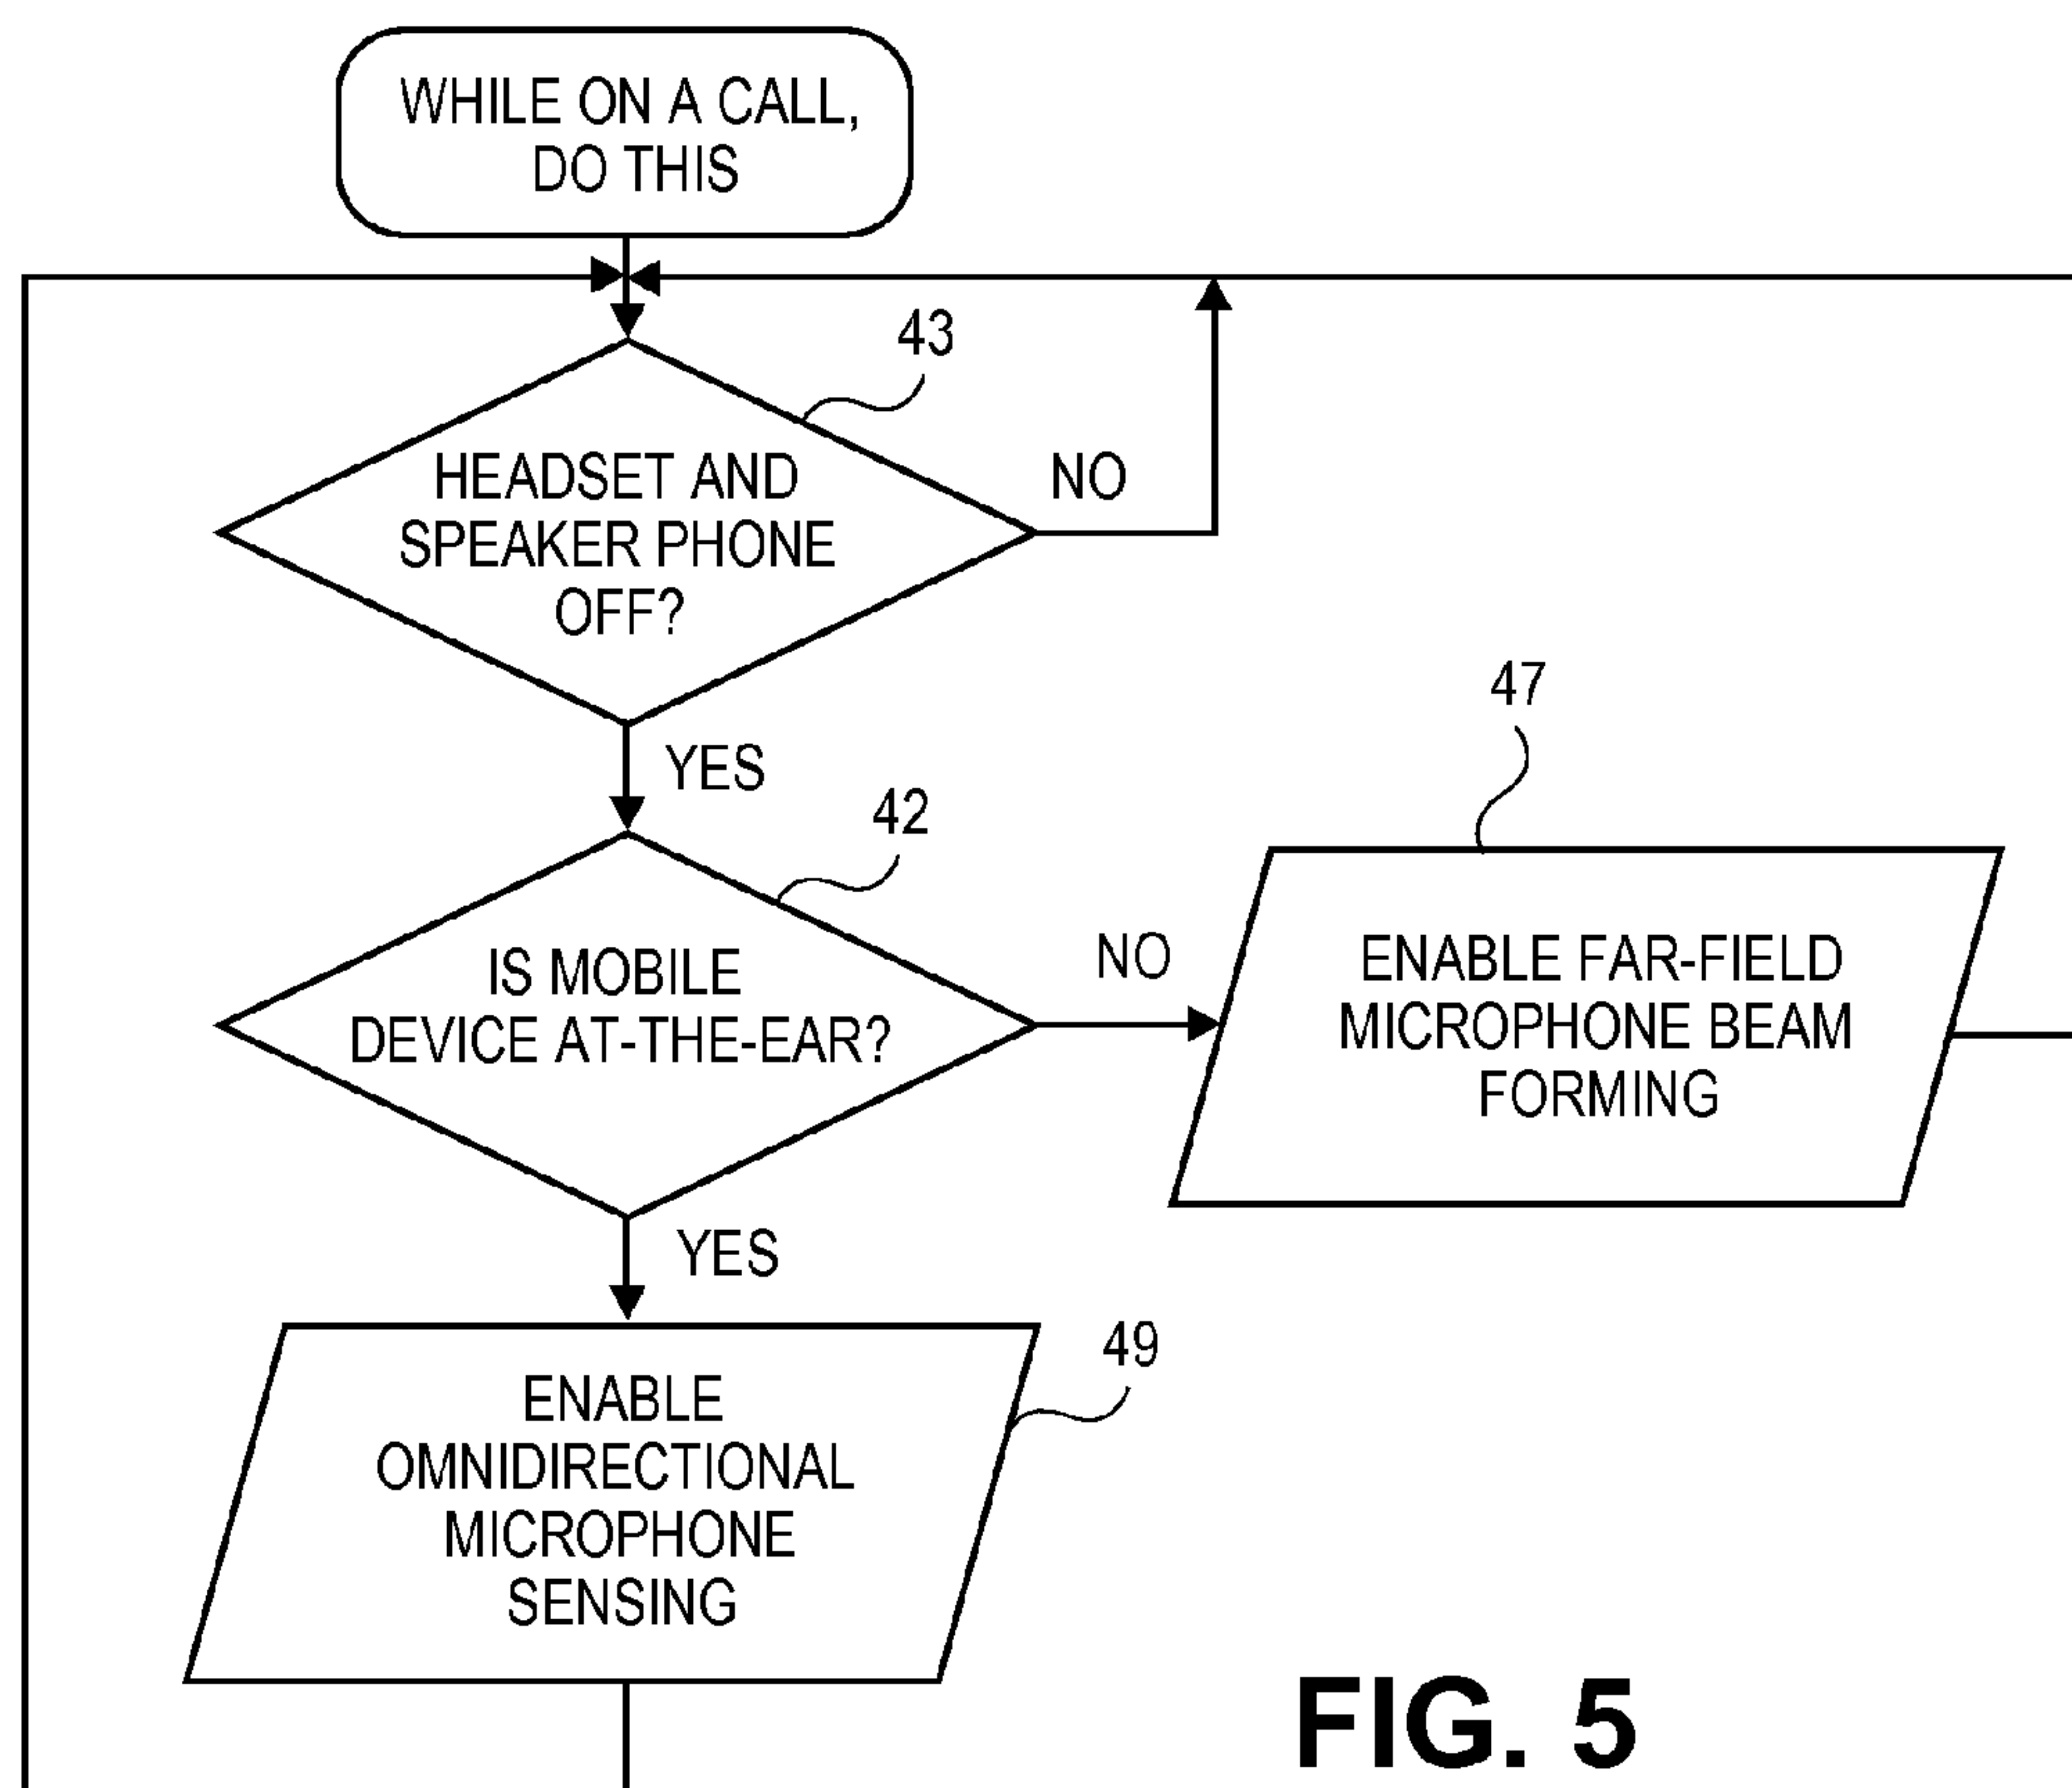 WHILE ON A CALL,
DO THIS
43
HEADSET AND
SPEAKER PHONE
OFF?
NO
YES
42
IS MOBILE
DEVICE AT-THE-EAR?
NO
47
ENABLE FAR-FIELD
MICROPHONE BEAM
FORMING
YES
49
ENABLE
OMNIDIRECTIONAL
MICROPHONE
SENSING
FIG. 5